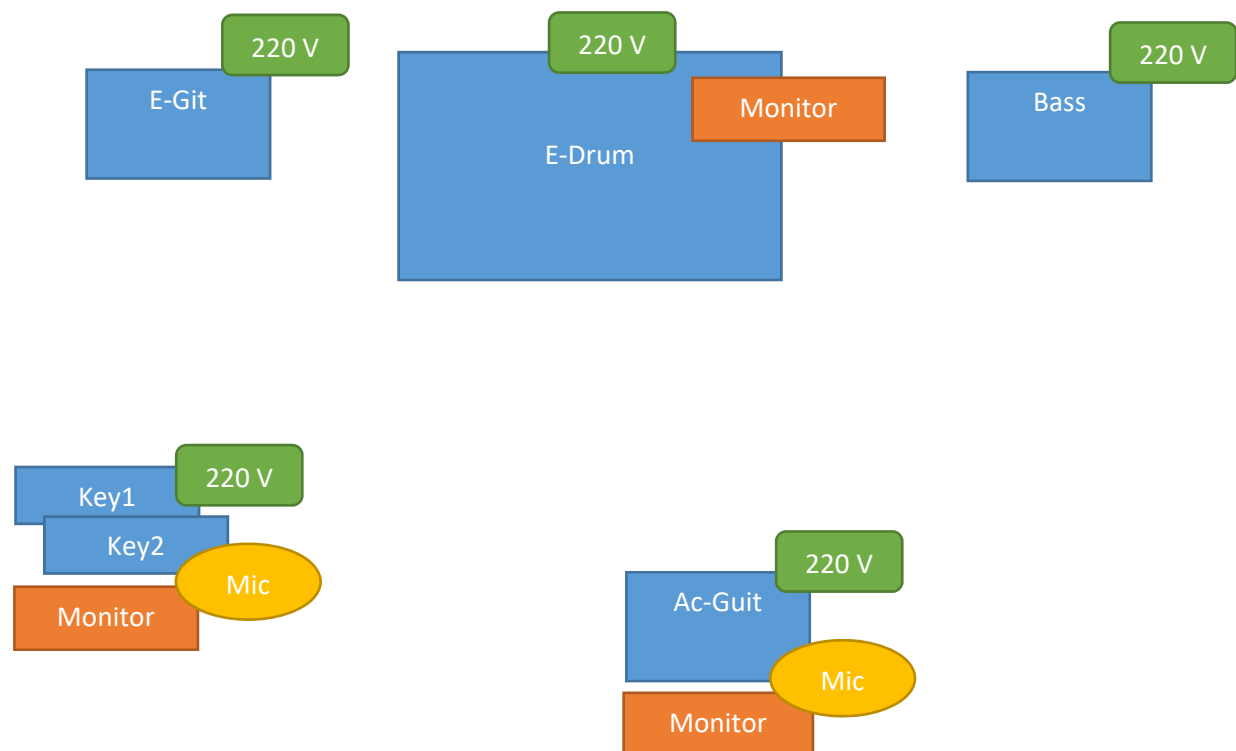 220 V
E-Git
220 V
Monitor
E-Drum
220 V
Bass
220 V
Key1
Key2
Mic
Monitor
220 V
Ac-Guit
Mic
Monitor